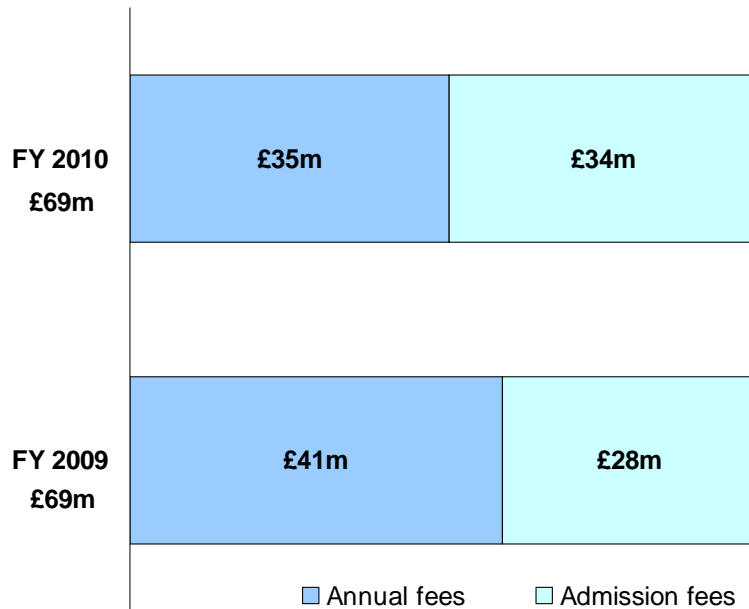 FY 2010
£69m
£35m
£34m
FY 2009
£69m
£41m
£28m
Annual fees
Admission fees